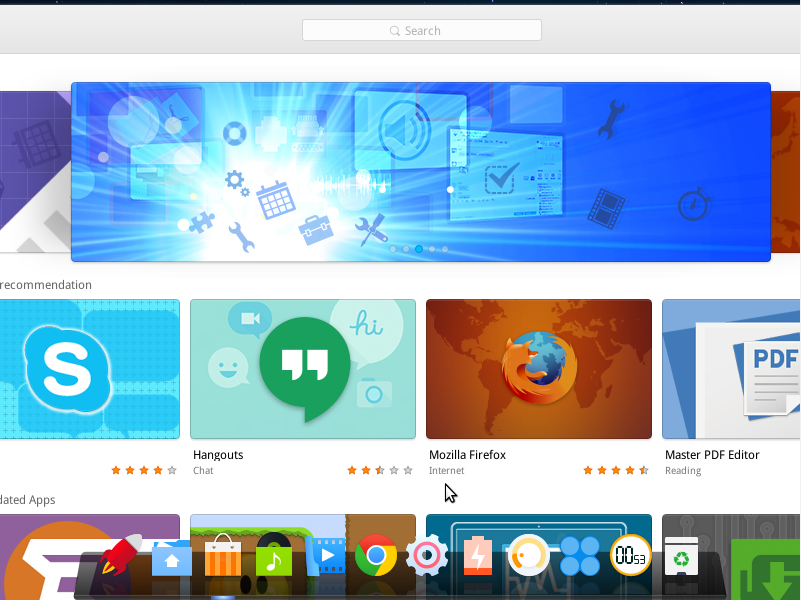 Search
recommendation
S
hi
PDF
Hangouts
Chat
Mozilla Firefox
Internet
Master PDF Editor
Reading
dated Apps
00 53